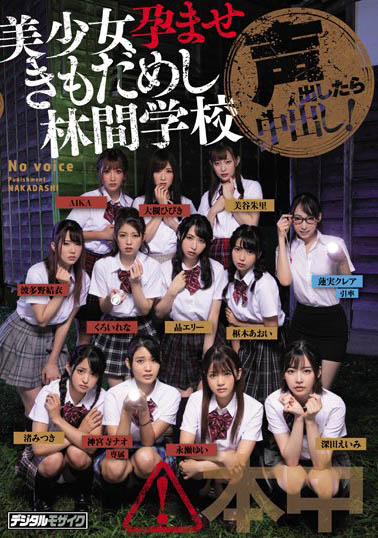 美少女孕ませ
きもだめし
林間学校
声
出したら
中出し!
No voice
Punishment
NAKADASHI
AIKA
大槻ひびき
美谷朱里
波多野結衣
くろいれな
晶エリー
枢木あおい
蓮実クレア
引率
渚みつき
神宮寺ナオ
専属
永瀬ゆい
深田えいみ
本中
デジタルモザイク